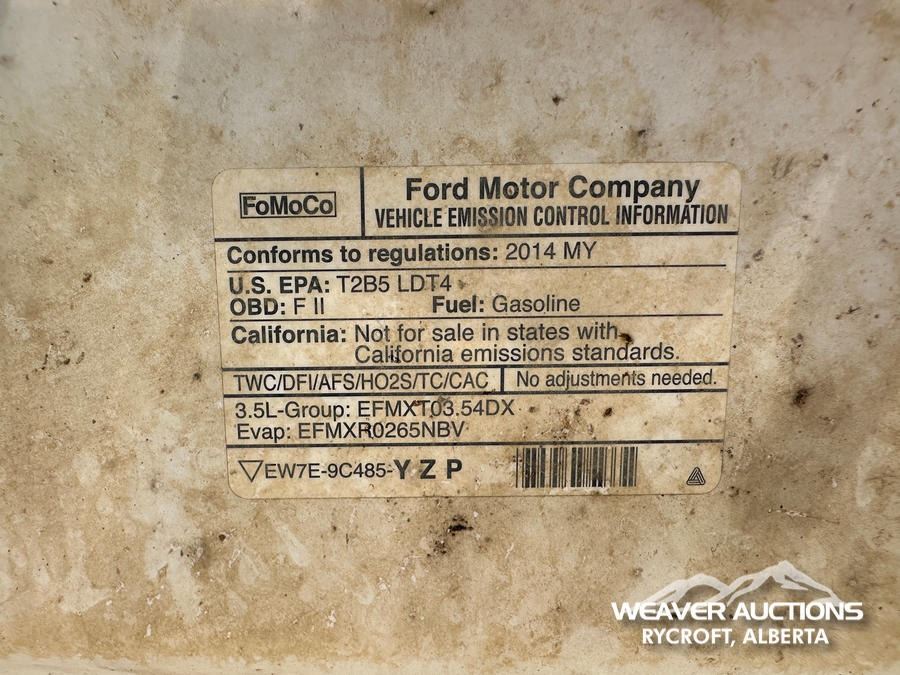 FoMoCo
Ford Motor Company
VEHICLE EMISSION CONTROL INFORMATION
Conforms to regulations: 2014 MY
U.S. EPA: T2B5 LDT4
OBD: F II Fuel: Gasoline
California: Not for sale in states with
California emissions standards.
TWC/DFI/AFS/HO2S/TC/CAC No adjustments needed.
3.5L-Group: EFMXT03.54DX
Evap: EFMXR0265NBV
EW7E-9C485-Y Z P
WEAVER AUCTIONS
RYCROFT, ALBERTA